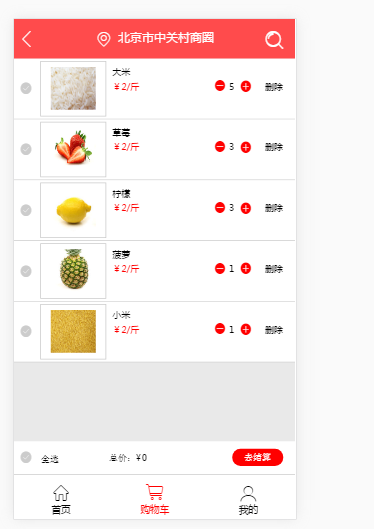 北京市中关村商圈
大米
￥2/斤
5
删除
草莓
￥2/斤
3
删除
柠檬
￥2/斤
3
删除
菠萝
￥2/斤
1
删除
小米
￥2/斤
1
删除
全选 总价：￥0 去结算
首页 购物车 我的